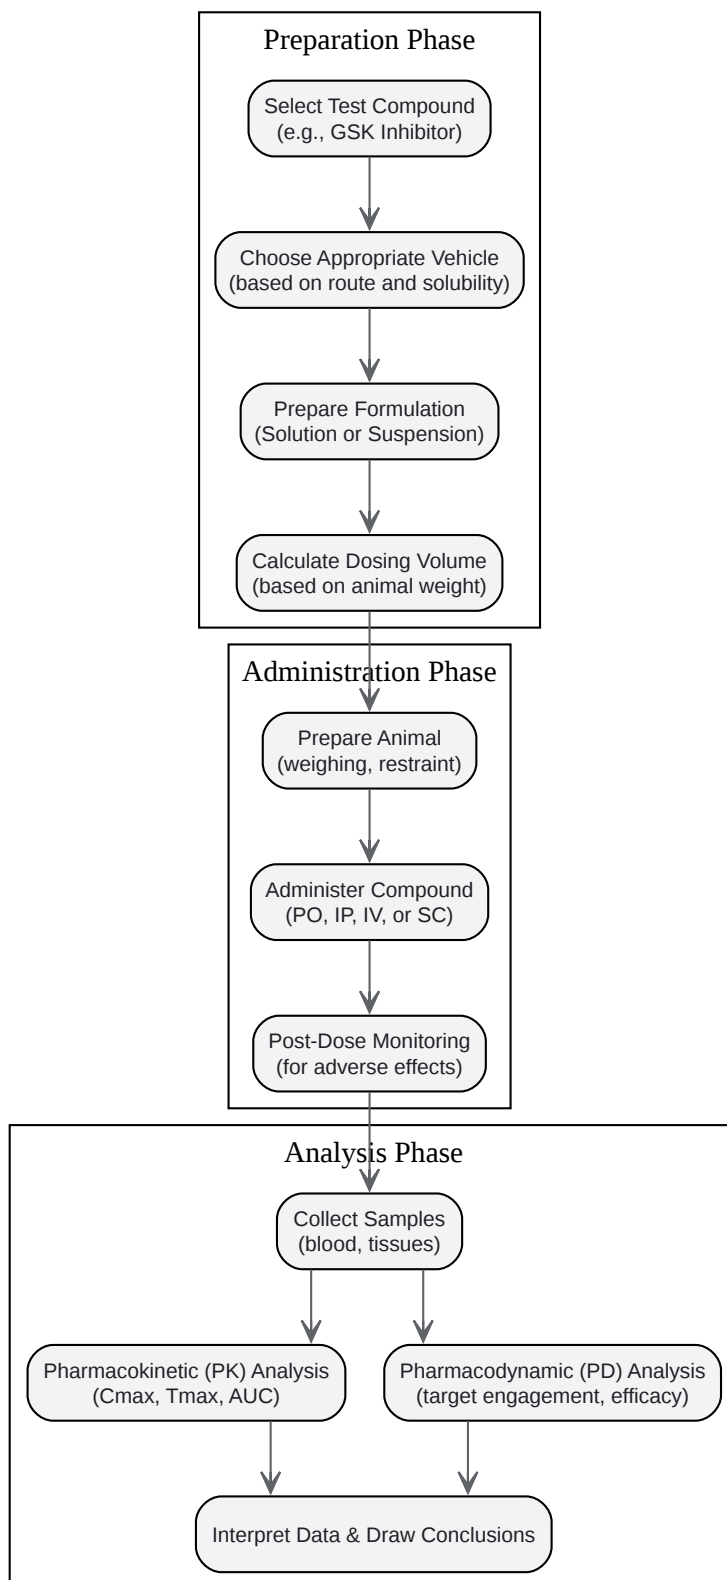 Preparation Phase
Select Test Compound
(e.g., GSK Inhibitor)
Choose Appropriate Vehicle
(based on route and solubility)
Prepare Formulation
(Solution or Suspension)
Calculate Dosing Volume
(based on animal weight)
Administration Phase
Prepare Animal
(weighing, restraint)
Administer Compound
(PO, IP, IV, or SC)
Post-Dose Monitoring
(for adverse effects)
Analysis Phase
Collect Samples
(blood, tissues)
Pharmacokinetic (PK) Analysis
(Cmax, Tmax, AUC)
Pharmacodynamic (PD) Analysis
(target engagement, efficacy)
Interpret Data & Draw Conclusions